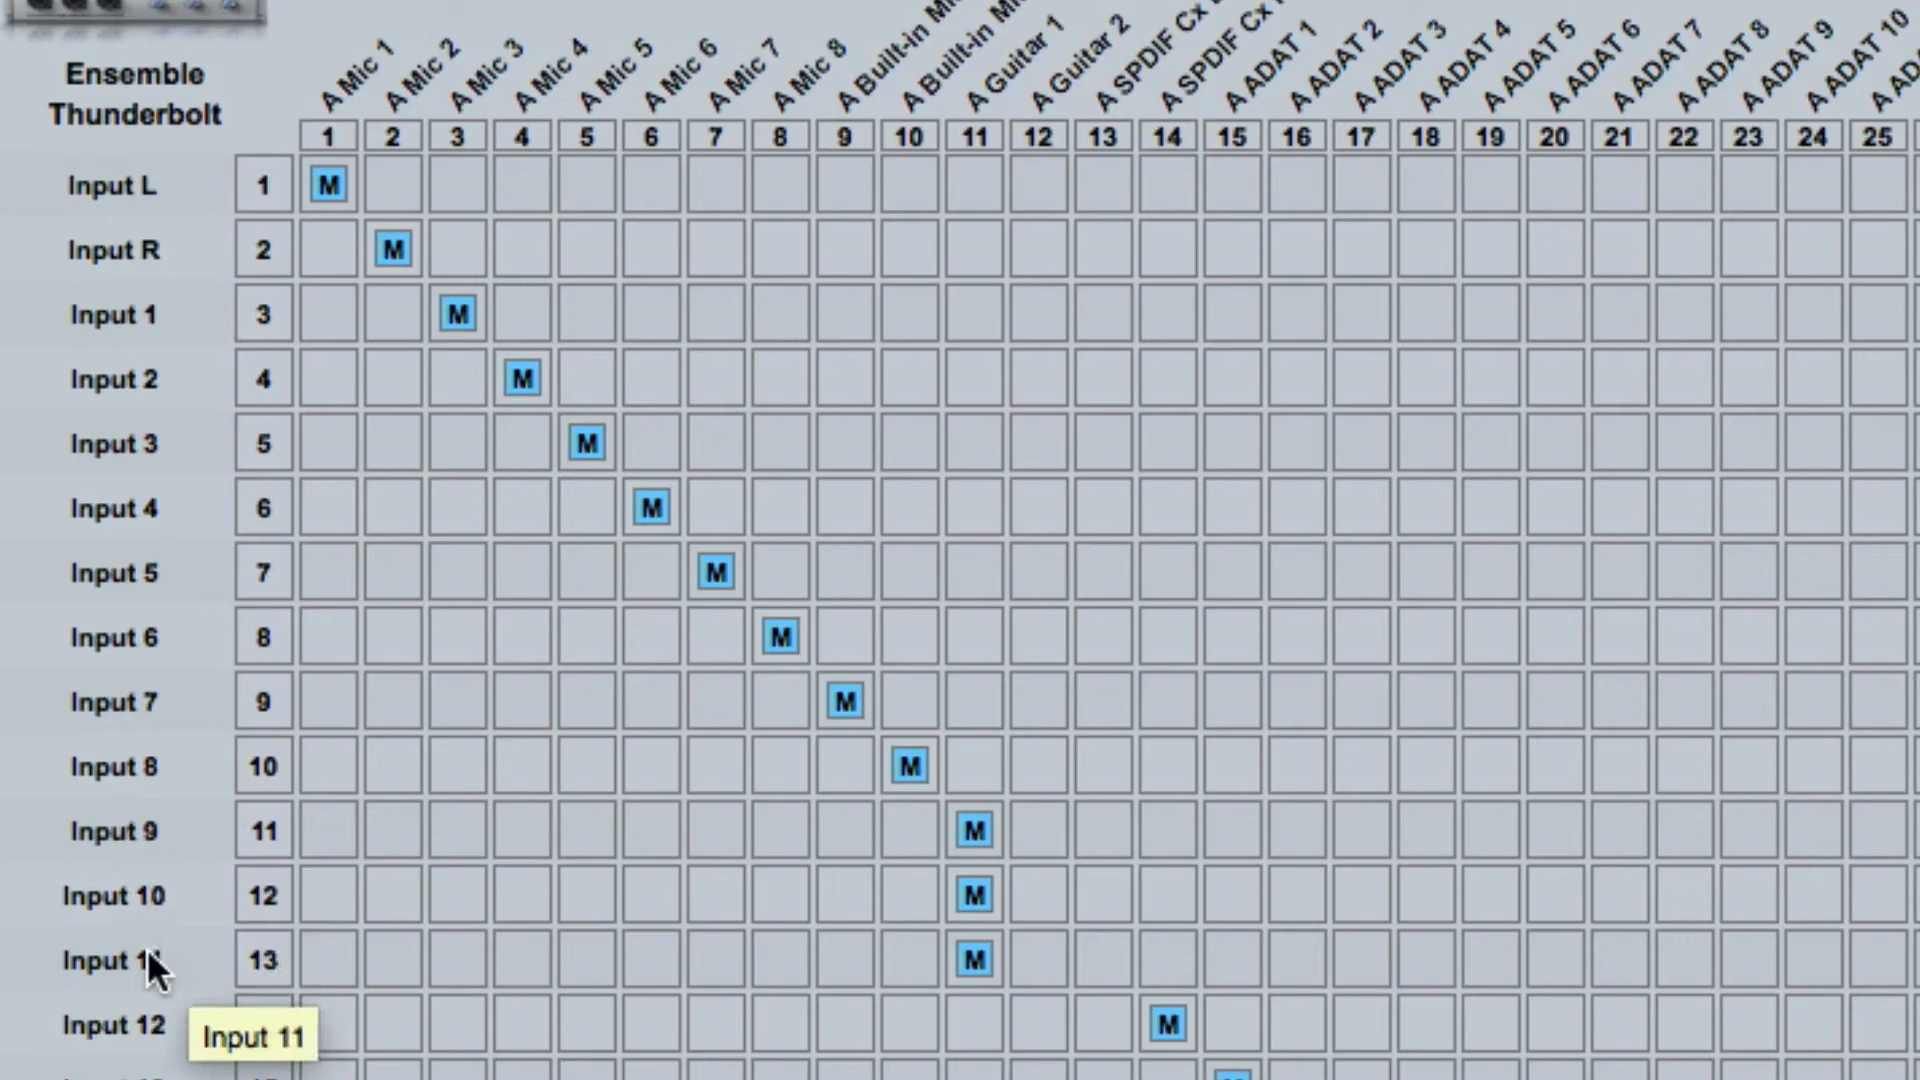 Ensemble
Thunderbolt
A Mic 1
A Mic 2
A Mic 3
A Mic 4
A Mic 5
A Mic 6
A Mic 7
A Mic 8
A Built-in
A Built-in
A Guitar 1
A Guitar 2
A SPDIF Cx
A SPDIF Cx
A ADAT 1
A ADAT 2
A ADAT 3
A ADAT 4
A ADAT 5
A ADAT 6
A ADAT 7
A ADAT 8
A ADAT 9
A ADAT 10
A
1 2 3 4 5 6 7 8 9 10 11 12 13 14 15 16 17 18 19 20 21 22 23 24 25
Input L 1 M
Input R 2 M
Input 1 3 M
Input 2 4 M
Input 3 5 M
Input 4 6 M
Input 5 7 M
Input 6 8 M
Input 7 9 M
Input 8 10 M
Input 9 11 M
Input 10 12 M
Input 11 13 M
Input 12 M
Input 11